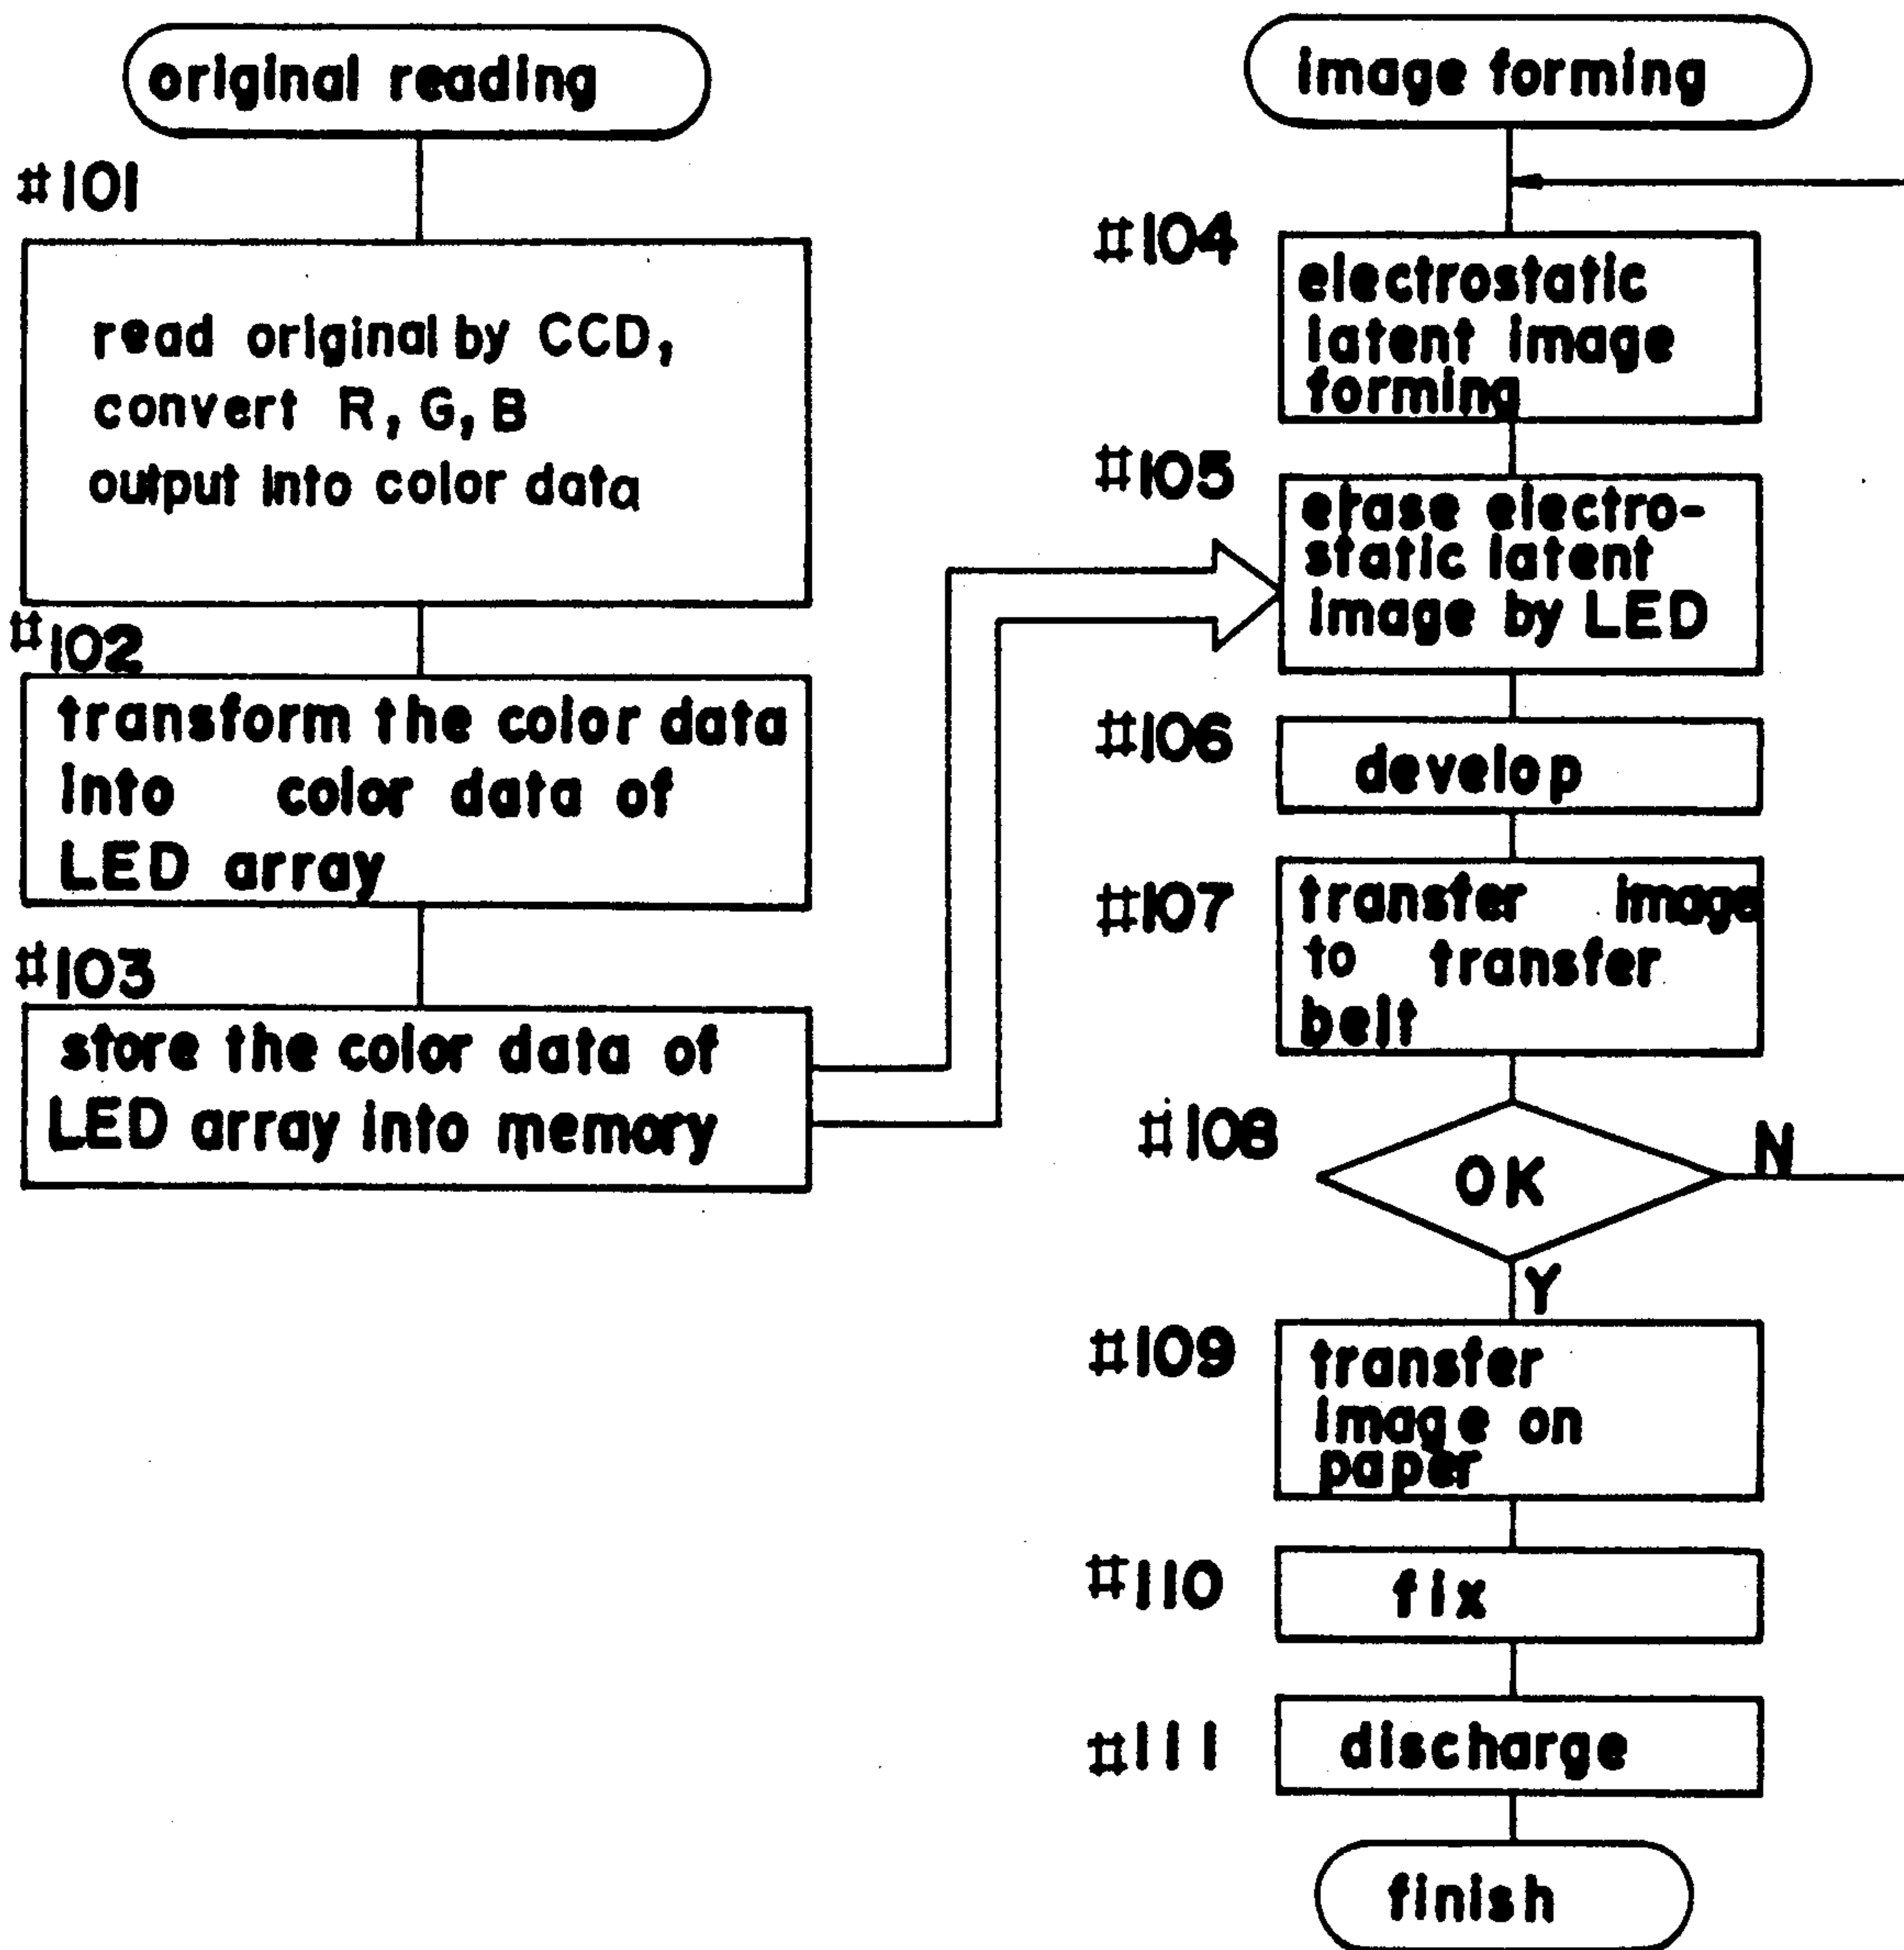 original reading
#101
read original by CCD,
convert R, G, B
output into color data
#102
transform the color data
into color data of
LED array
#103
store the color data of
LED array into memory
image forming
#104
electrostatic
latent image
forming
#105
erase electro-
static latent
image by LED
#106
develop
#107
transfer image
to transfer
belt
#108
OK
N
Y
#109
transfer
image on
paper
#110
fix
#111
discharge
finish